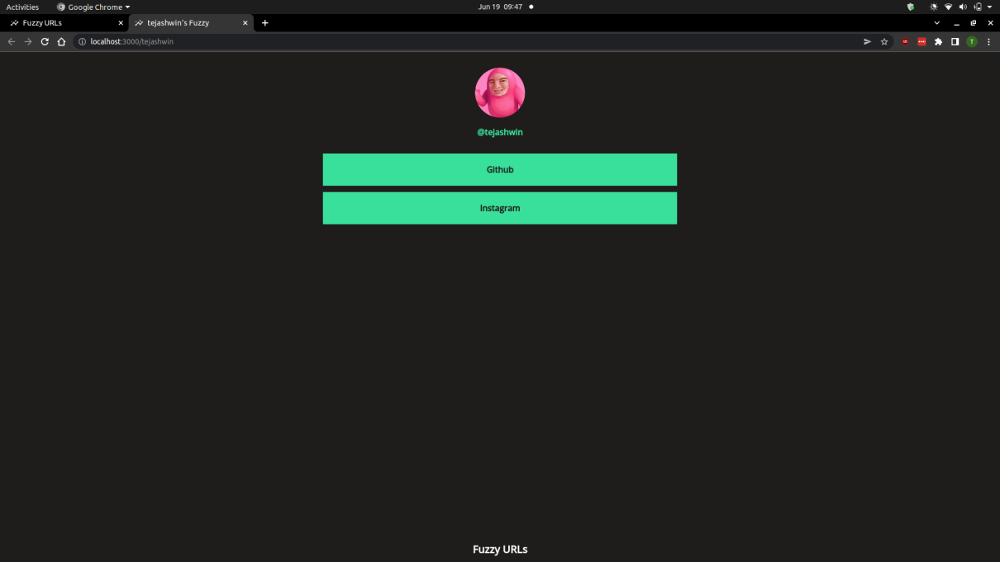 Activities Google Chrome Jun 19 09:47
Fuzzy URLs tejashwin's Fuzzy
localhost:3000/tejashwin T
@tejashwin
Github
Instagram
Fuzzy URLs